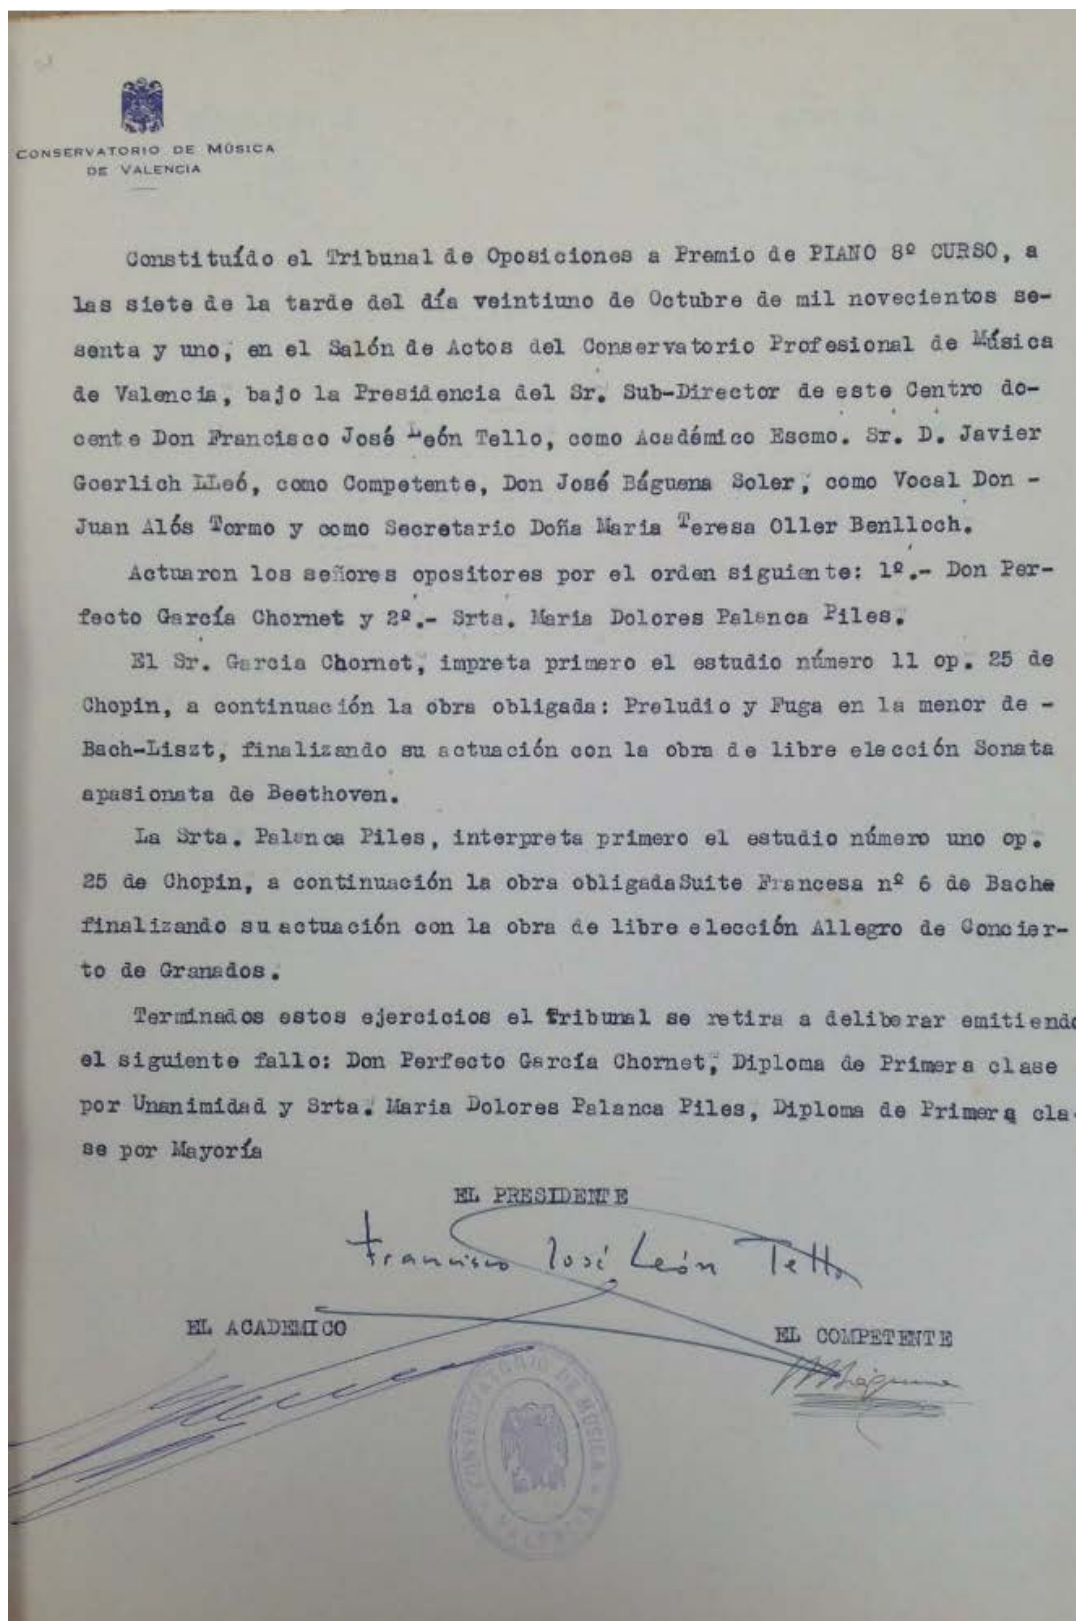 CONSERVATORIO DE MÚSICA
DE VALENCIA
Constituído el Tribunal de Oposiciones a Premio de PIANO 8º CURSO, a
las siete de la tarde del día veintiuno de Octubre de mil novecientos se-
senta y uno, en el Salón de Actos del Conservatorio Profesional de Música
de Valencia, bajo la Presidencia del Sr. Sub-Director de este Centro do-
cente Don Francisco José León Tello, como Académico Escmo. Sr. D. Javier
Goerlich LLeó, como Competente, Don José Báguena Soler, como Vocal Don -
Juan Alós Tormo y como Secretario Doña Maria Teresa Oller Benlloch.
Actuaron los señores opositores por el orden siguiente: 1º.- Don Per-
fecto García Chornet y 2º.- Srta. Maria Dolores Palanca Piles.
El Sr. Garcia Chornet, impreta primero el estudio número 11 op. 25 de
Chopin, a continuación la obra obligada: Preludio y Fuga en la menor de -
Bach-Liszt, finalizando su actuación con la obra de libre elección Sonata
apasionata de Beethoven.
La Srta. Palanca Piles, interpreta primero el estudio número uno op.
25 de Chopin, a continuación la obra obligada Suite Francesa nº 6 de Bach
finalizando su actuación con la obra de libre elección Allegro de Concier-
to de Granados.
Terminados estos ejercicios el Tribunal se retira a deliberar emitiendo
el siguiente fallo: Don Perfecto García Chornet, Diploma de Primera clase
por Unanimidad y Srta. Maria Dolores Palanca Piles, Diploma de Primera cla-
se por Mayoría
EL PRESIDENTE
Francisco José León Tello
EL ACADEMICO
EL COMPETENTE
Báguena
CONSERVATORIO DE MÚSICA
VALENCIA